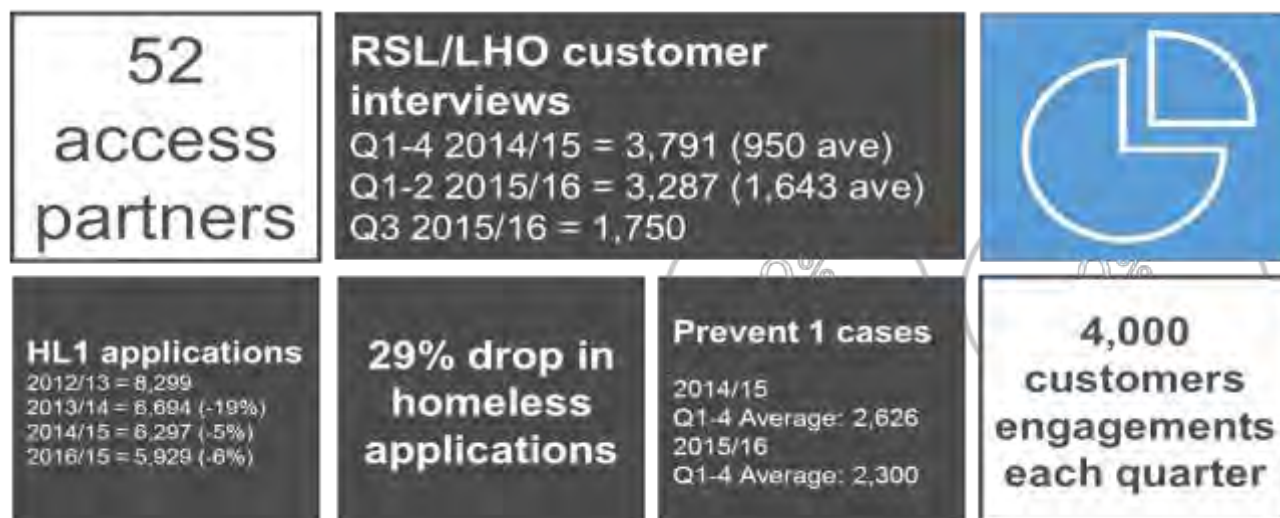 52
access
partners
RSL/LHO customer
interviews
Q1-4 2014/15 = 3,791 (950 ave)
Q1-2 2015/16 = 3,287 (1,643 ave)
Q3 2015/16 = 1,750
0%
0%
HL1 applications
2012/13 = 8,299
2013/14 = 6,694 (-19%)
2014/15 = 6,297 (-5%)
2016/15 = 5,929 (-6%)
29% drop in
homeless
applications
Prevent 1 cases
2014/15
Q1-4 Average: 2,626
2015/16
Q1-4 Average: 2,300
4,000
customers
engagements
each quarter